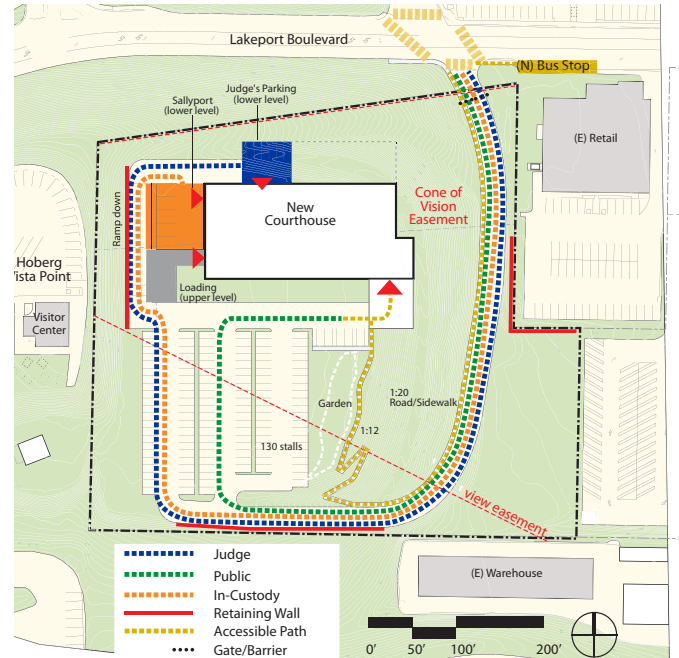 Lakeport Boulevard
(N) Bus Stop
Judge's Parking
(lower level)
Sallyport
(lower level)
(E) Retail
Cone of
Vision
Easement
New
Courthouse
Ramp down
Hoberg
Vista Point
Visitor
Center
Loading
(upper level)
1:20
Road/Sidewalk
Garden
1:12
130 stalls
view easement
(E) Warehouse
Judge
Public
In-Custody
Retaining Wall
Accessible Path
Gate/Barrier
0' 50' 100' 200'